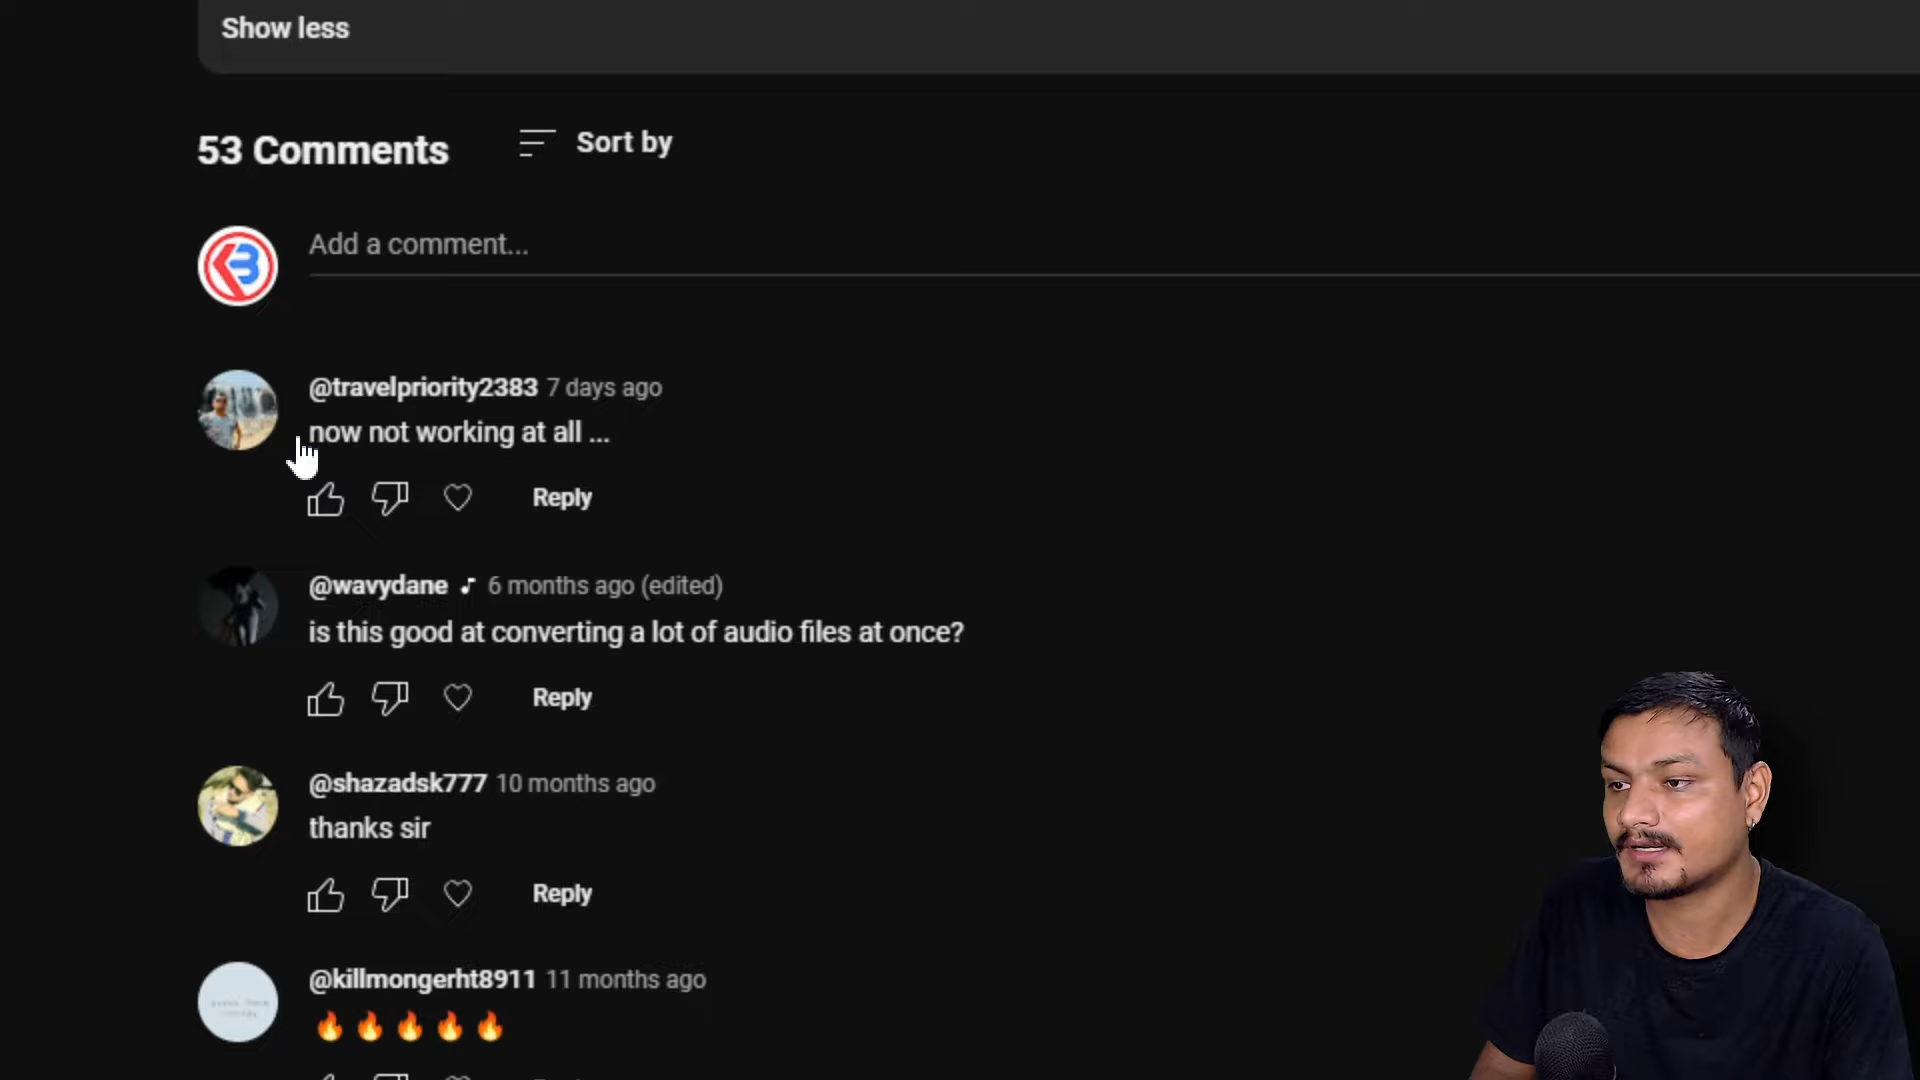 Show less
53 Comments
Sort by
Add a comment...
@travelpriority2383 7 days ago
now not working at all ...
Reply
@wavydane ♪ 6 months ago (edited)
is this good at converting a lot of audio files at once?
Reply
@shazadsk777 10 months ago
thanks sir
Reply
@killmongerht8911 11 months ago
🔥🔥🔥🔥🔥